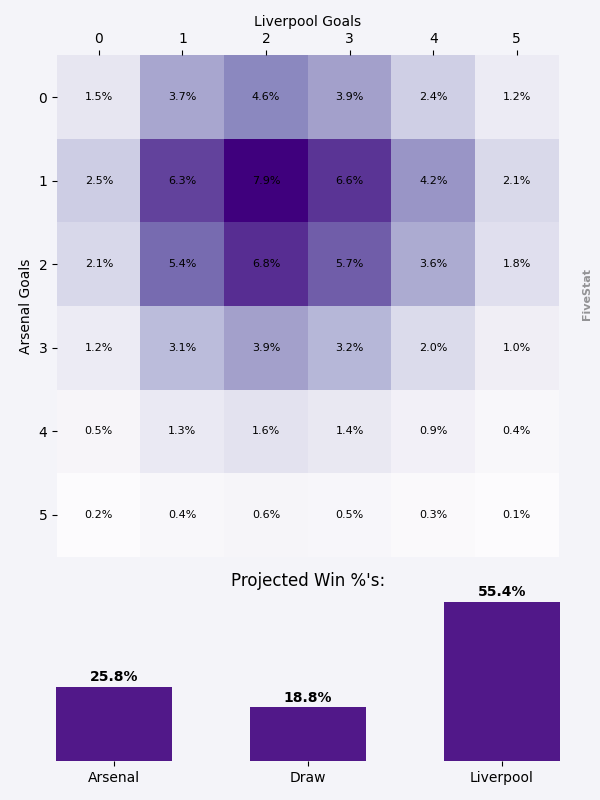 Liverpool Goals
0 1 2 3 4 5
0 1.5% 3.7% 4.6% 3.9% 2.4% 1.2%
1 2.5% 6.3% 7.9% 6.6% 4.2% 2.1%
2 2.1% 5.4% 6.8% 5.7% 3.6% 1.8%
3 1.2% 3.1% 3.9% 3.2% 2.0% 1.0%
4 0.5% 1.3% 1.6% 1.4% 0.9% 0.4%
5 0.2% 0.4% 0.6% 0.5% 0.3% 0.1%
Arsenal Goals
FiveStat
Projected Win %'s:
25.8% 18.8% 55.4%
Arsenal Draw Liverpool